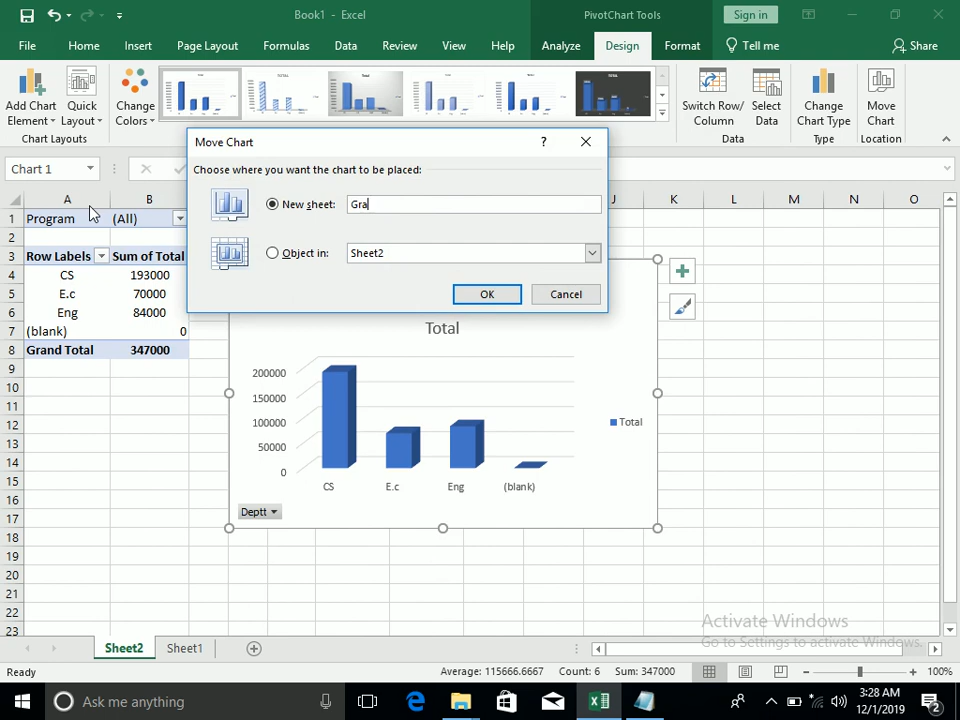 Book1 - Excel
PivotChart Tools
Sign in
File Home Insert Page Layout Formulas Data Review View Help Analyze Design Format Tell me Share
Add Chart Element
Quick Layout
Change Colors
Switch Row/ Column
Select Data
Change Chart Type
Move Chart
Chart Layouts
Data
Type
Location
Chart 1
Move Chart
?
Choose where you want the chart to be placed:
New sheet: Gra
Object in: Sheet2
OK Cancel
A B J K L M N O
1 Program (All)
2
3 Row Labels Sum of Total
4 CS 193000
5 E.c 70000
6 Eng 84000
7 (blank) 0
8 Grand Total 347000
9
10
11
12
13
14
15
16
17
18
19
20
21
22
23
Total
200000
150000
100000
50000
0
CS E.c Eng (blank)
Total
Deptt
Activate Windows
Go to Settings to activate Windows.
Sheet2 Sheet1
Ready
Average: 115666.6667 Count: 6 Sum: 347000
100%
Ask me anything
3:28 AM
12/1/2019
2